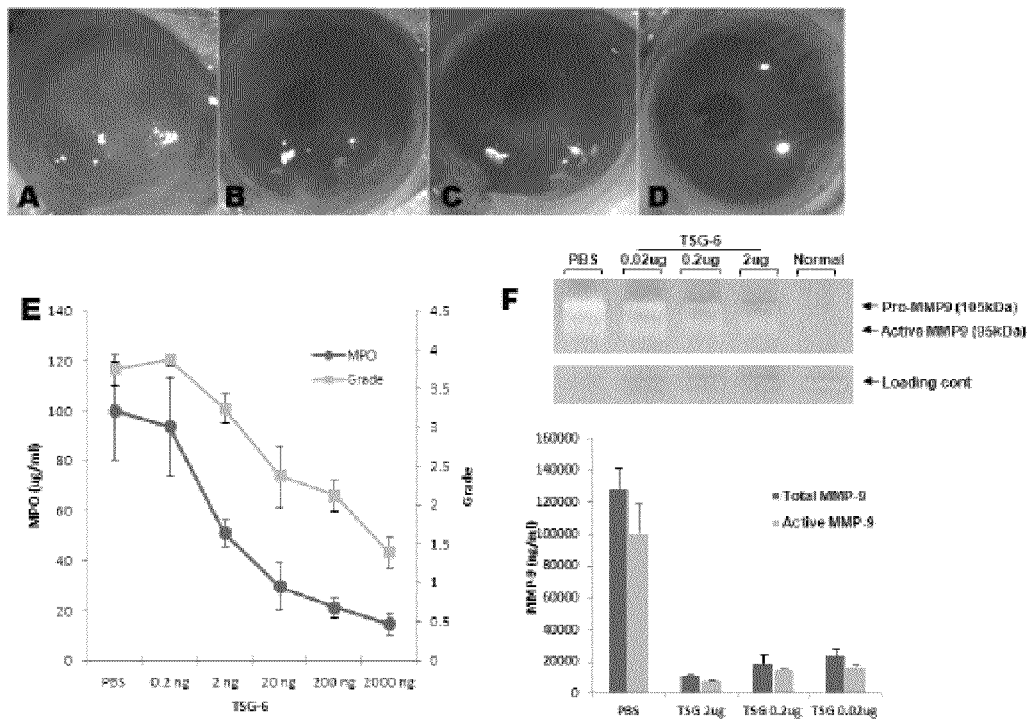 A
B
C
D
TSG-6
PBS
0.02ug
0.2ug
2ug
Normal
F
Pro-MMP9 (105kDa)
Active MMP9 (95kDa)
Loading cont
E
140
120
100
80
60
40
20
0
MPO (ug/ml)
4.5
4
3.5
3
2.5
2
1.5
1
0.5
0
Grade
MPO
Grade
PBS
0.2 ng
2 ng
20 ng
200 ng
2000 ng
TSG-6
160000
140000
120000
100000
80000
60000
40000
20000
0
MMP-9 (ug/ml)
Total MMP-9
Active MMP-9
PBS
TSG 2ug
TSG 0.2ug
TSG 0.02ug